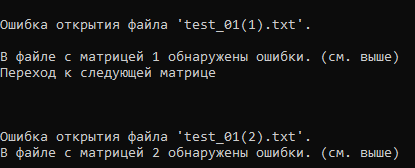 Ошибка открытия файла 'test_01(1).txt'.
В файле с матрицей 1 обнаружены ошибки. (см. выше)
Переход к следующей матрице
Ошибка открытия файла 'test_01(2).txt'.
В файле с матрицей 2 обнаружены ошибки. (см. выше)